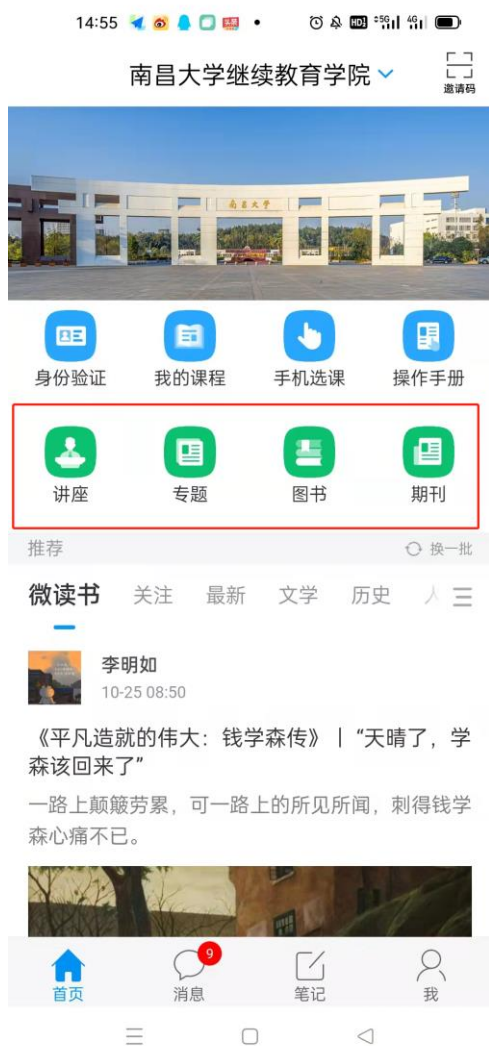 14:55
HD 5G 4G
南昌大学继续教育学院
邀请码
南昌大学
身份验证 我的课程 手机选课 操作手册
讲座 专题 图书 期刊
推荐 换一批
微读书 关注 最新 文学 历史
李明如
10-25 08:50
《平凡造就的伟大：钱学森传》丨“天晴了，学
森该回来了”
一路上颠簸劳累，可一路上的所见所闻，刺得钱学
森心痛不已。
9
首页 消息 笔记 我